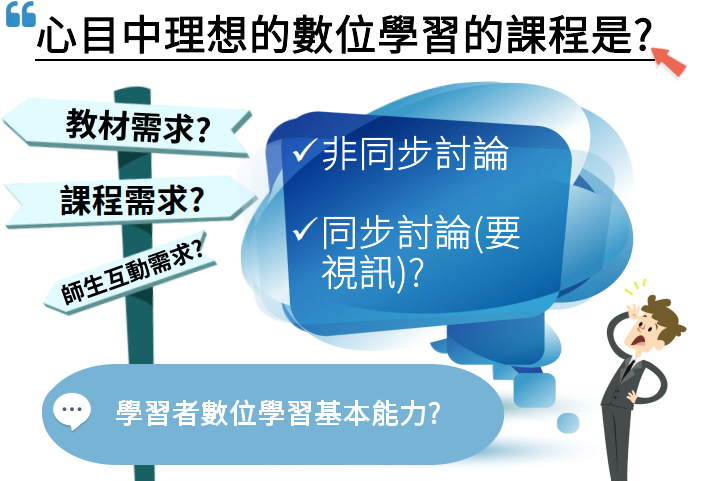 心目中理想的數位學習的課程是?
教材需求?
課程需求?
師生互動需求?
✓非同步討論
✓同步討論(要
視訊)?
學習者數位學習基本能力?